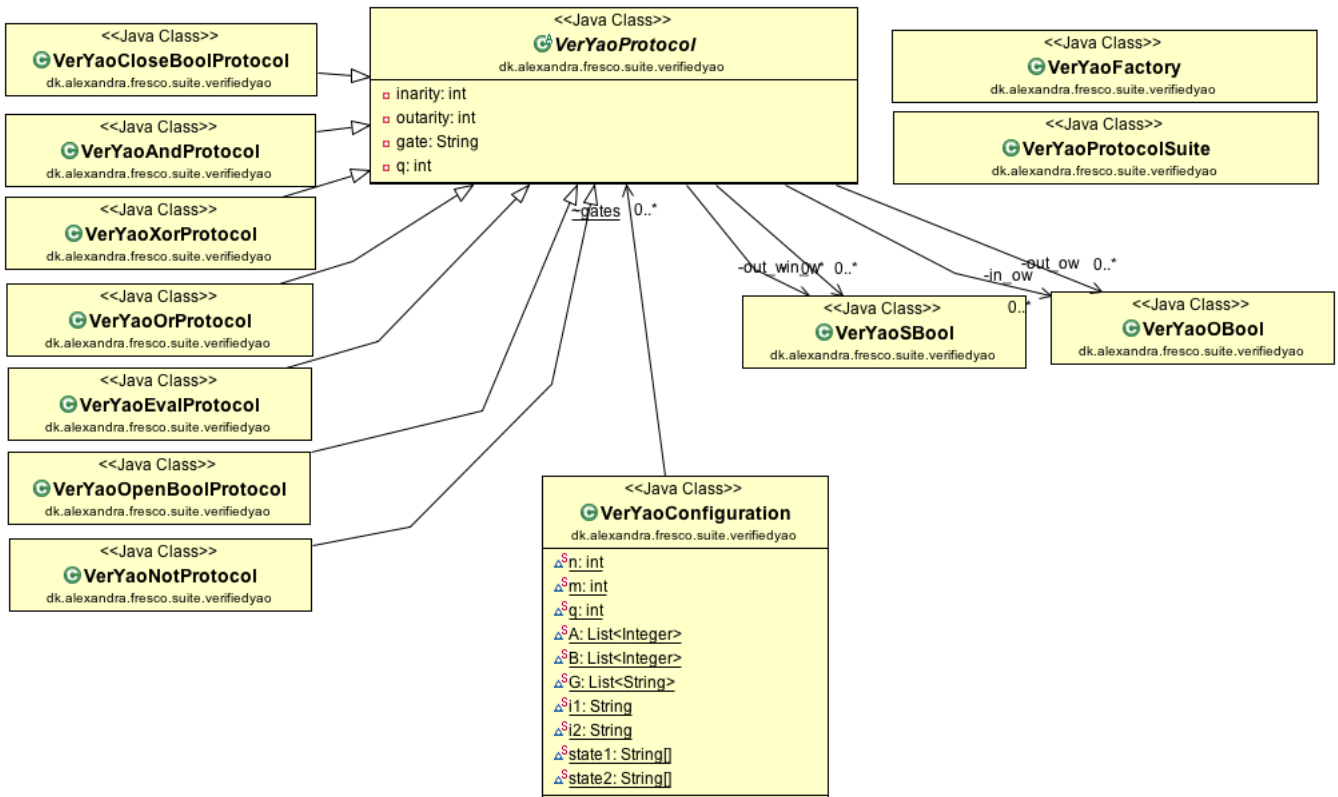 <<Java Class>>
VerYaoCloseBoolProtocol
dk.alexandra.fresco.suite.verifiedyao
<<Java Class>>
VerYaoAndProtocol
dk.alexandra.fresco.suite.verifiedyao
<<Java Class>>
VerYaoXorProtocol
dk.alexandra.fresco.suite.verifiedyao
<<Java Class>>
VerYaoOrProtocol
dk.alexandra.fresco.suite.verifiedyao
<<Java Class>>
VerYaoEvalProtocol
dk.alexandra.fresco.suite.verifiedyao
<<Java Class>>
VerYaoOpenBoolProtocol
dk.alexandra.fresco.suite.verifiedyao
<<Java Class>>
VerYaoNotProtocol
dk.alexandra.fresco.suite.verifiedyao
<<Java Class>>
VerYaoProtocol
dk.alexandra.fresco.suite.verifiedyao
inarity: int
outarity: int
gate: String
q: int
~gates 0..*
<<Java Class>>
VerYaoFactory
dk.alexandra.fresco.suite.verifiedyao
<<Java Class>>
VerYaoProtocolSuite
dk.alexandra.fresco.suite.verifiedyao
-out_w 0..*
-in_w 0..*
-out_ow 0..*
-in_ow
0..*
<<Java Class>>
VerYaoSBool
dk.alexandra.fresco.suite.verifiedyao
<<Java Class>>
VerYaoOBool
dk.alexandra.fresco.suite.verifiedyao
<<Java Class>>
VerYaoConfiguration
dk.alexandra.fresco.suite.verifiedyao
n: int
m: int
q: int
A: List<Integer>
B: List<Integer>
G: List<String>
i1: String
i2: String
state1: String[]
state2: String[]